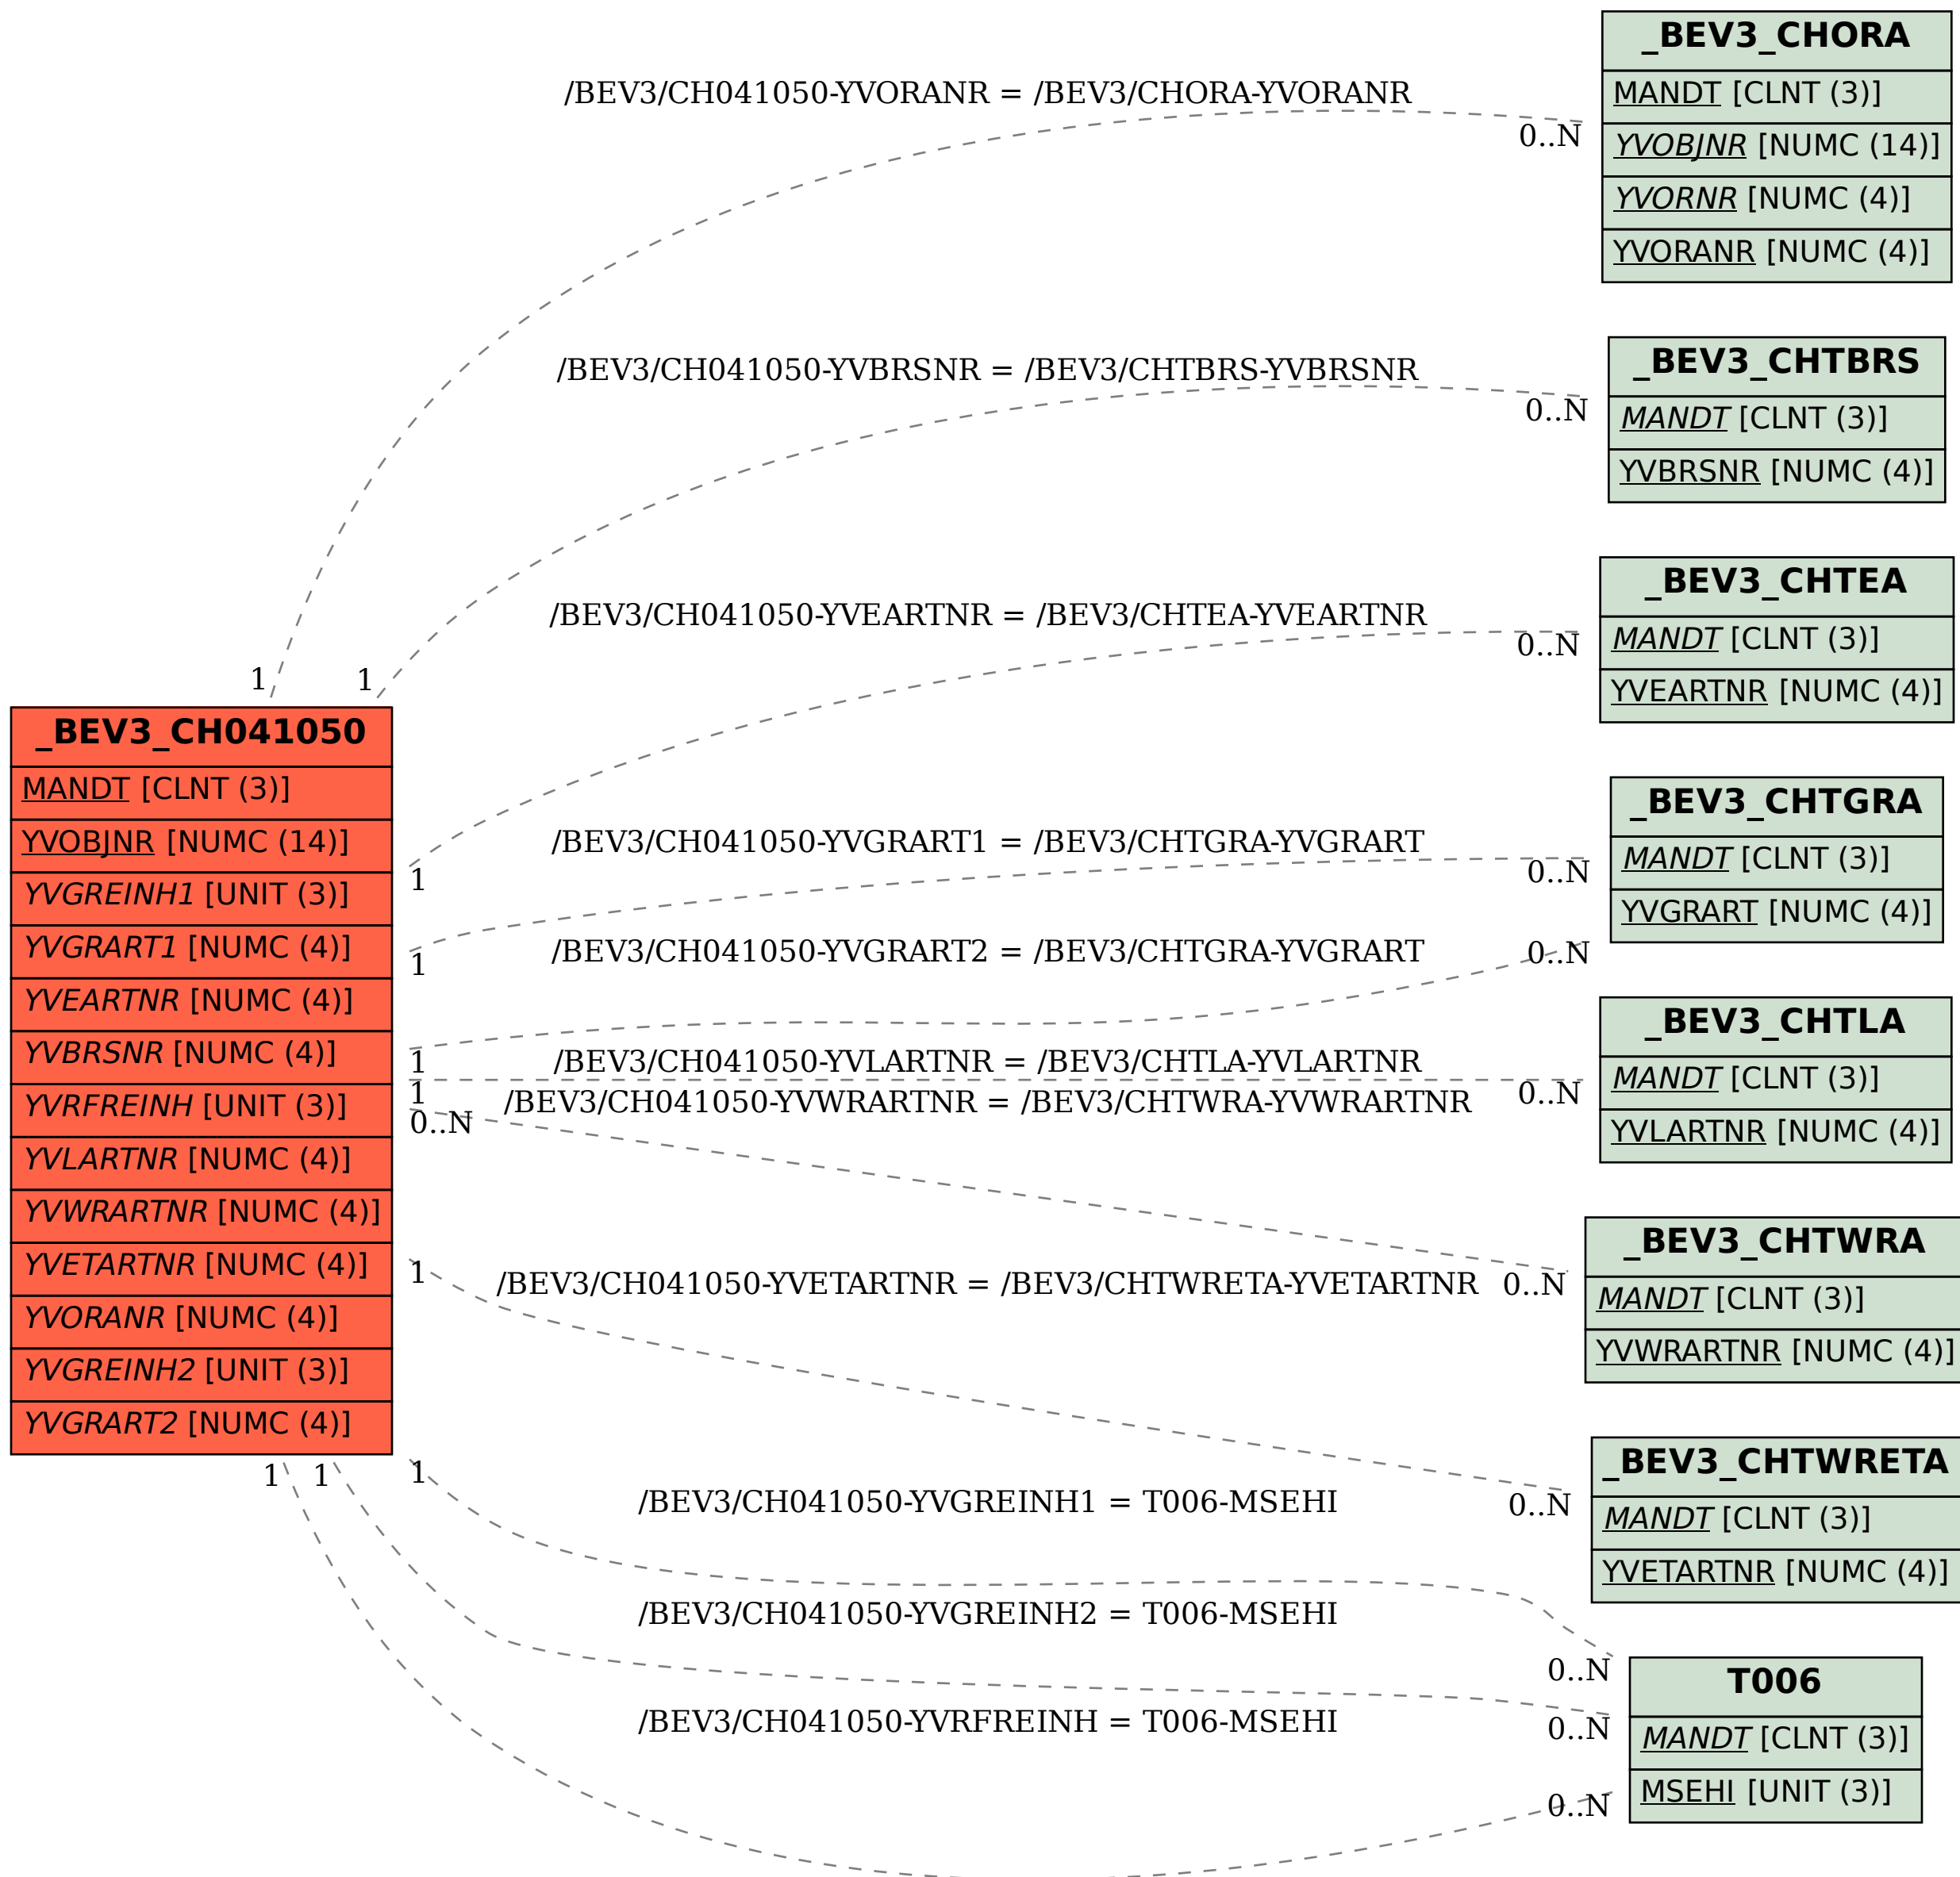 _BEV3_CHORA
MANDT [CLNT (3)]
YVOBJNR [NUMC (14)]
YVORNR [NUMC (4)]
YVORANR [NUMC (4)]
/BEV3/CH041050-YVORANR = /BEV3/CHORA-YVORANR
0..N
1
_BEV3_CHTBRS
MANDT [CLNT (3)]
YVBRSNR [NUMC (4)]
/BEV3/CH041050-YVBRSNR = /BEV3/CHTBRS-YVBRSNR
0..N
1
_BEV3_CHTEA
MANDT [CLNT (3)]
YVEARTNR [NUMC (4)]
/BEV3/CH041050-YVEARTNR = /BEV3/CHTEA-YVEARTNR
0..N
1
_BEV3_CH041050
MANDT [CLNT (3)]
YVOBJNR [NUMC (14)]
YVGREINH1 [UNIT (3)]
YVGRART1 [NUMC (4)]
YVEARTNR [NUMC (4)]
YVBRSNR [NUMC (4)]
YVRFREINH [UNIT (3)]
YVLARTNR [NUMC (4)]
YVWRARTNR [NUMC (4)]
YVETARTNR [NUMC (4)]
YVORANR [NUMC (4)]
YVGREINH2 [UNIT (3)]
YVGRART2 [NUMC (4)]
_BEV3_CHTGRA
MANDT [CLNT (3)]
YVGRART [NUMC (4)]
/BEV3/CH041050-YVGRART1 = /BEV3/CHTGRA-YVGRART
0..N
1
/BEV3/CH041050-YVGRART2 = /BEV3/CHTGRA-YVGRART
0..N
1
_BEV3_CHTLA
MANDT [CLNT (3)]
YVLARTNR [NUMC (4)]
/BEV3/CH041050-YVLARTNR = /BEV3/CHTLA-YVLARTNR
0..N
1
/BEV3/CH041050-YVWRARTNR = /BEV3/CHTWRA-YVWRARTNR
0..N
0..N
_BEV3_CHTWRA
MANDT [CLNT (3)]
YVWRARTNR [NUMC (4)]
/BEV3/CH041050-YVETARTNR = /BEV3/CHTWRETA-YVETARTNR
1
0..N
_BEV3_CHTWRETA
MANDT [CLNT (3)]
YVETARTNR [NUMC (4)]
/BEV3/CH041050-YVGREINH1 = T006-MSEHI
1
0..N
/BEV3/CH041050-YVGREINH2 = T006-MSEHI
1
0..N
/BEV3/CH041050-YVRFREINH = T006-MSEHI
1
0..N
T006
MANDT [CLNT (3)]
MSEHI [UNIT (3)]